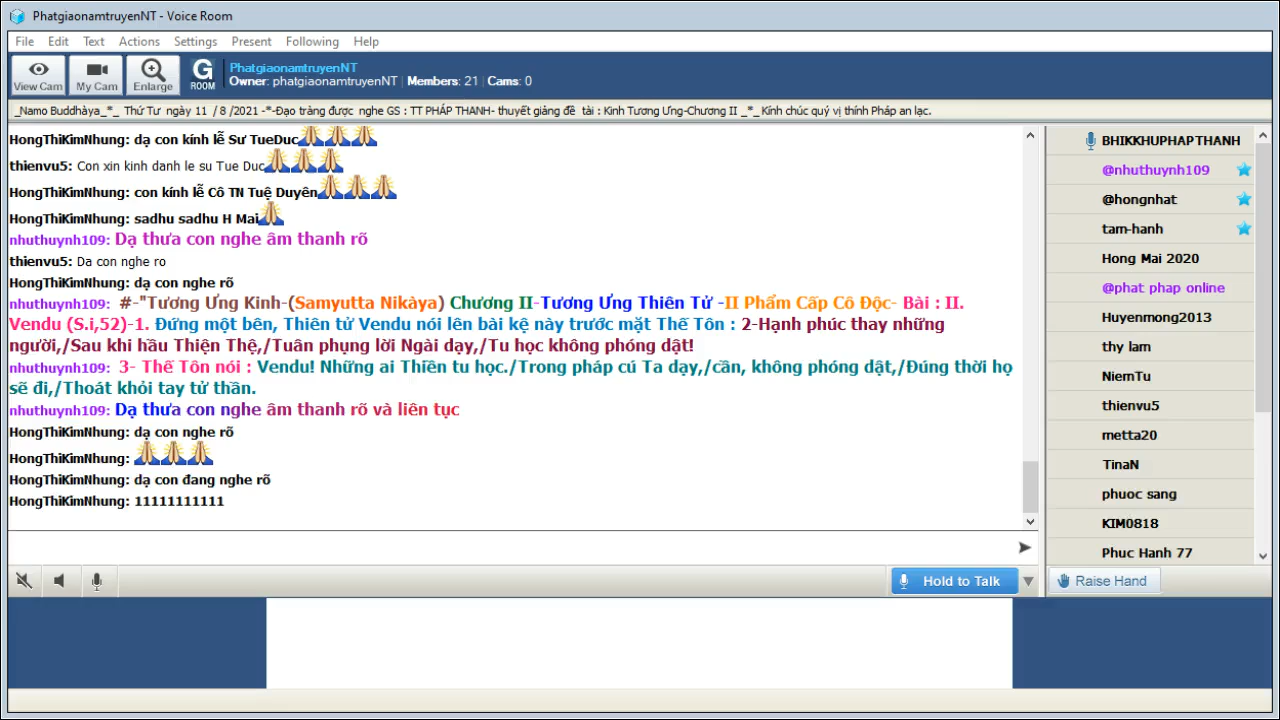 PhatgiaonamtruyenNT - Voice Room
File Edit Text Actions Settings Present Following Help
View Cam
My Cam
Enlarge
G
ROOM
PhatgiaonamtruyenNT
Owner: phatgiaonamtruyenNT | Members: 21 | Cams: 0
_Namo Buddhàya_*_ Thứ Tư ngày 11 / 8 /2021 -*-Đạo tràng được nghe GS : TT PHÁP THANH- thuyết giảng đề tài : Kinh Tương Ưng-Chương II _*_ Kính chúc quý vị thính Pháp an lạc.
HongThiKimNhung: dạ con kính lễ Sư TueDuc
thienvu5: Con xin kinh danh le su Tue Duc
HongThiKimNhung: con kính lễ Cô TN Tuệ Duyên
HongThiKimNhung: sadhu sadhu H Mai
nhuthuynh109: Dạ thưa con nghe âm thanh rõ
thienvu5: Da con nghe ro
HongThiKimNhung: dạ con nghe rõ
nhuthuynh109: #-"Tương Ưng Kinh-(Samyutta Nikàya) Chương II-Tương Ưng Thiên Tử -II Phẩm Cấp Cô Độc- Bài : II.
Vendu (S.i,52)-1. Đứng một bên, Thiên tử Vendu nói lên bài kệ này trước mặt Thế Tôn : 2-Hạnh phúc thay những
người,/Sau khi hầu Thiện Thệ,/Tuân phụng lời Ngài dạy,/Tu học không phóng dật!
nhuthuynh109: 3- Thế Tôn nói : Vendu! Những ai Thiền tu học./Trong pháp cú Ta dạy,/cần, không phóng dật,/Đúng thời họ
sẽ đi,/Thoát khỏi tay tử thần.
nhuthuynh109: Dạ thưa con nghe âm thanh rõ và liên tục
HongThiKimNhung: dạ con nghe rõ
HongThiKimNhung:
HongThiKimNhung: dạ con đang nghe rõ
HongThiKimNhung: 11111111111
BHIKKHUPHAPTHANH
@nhuthuynh109
@hongnhat
tam-hanh
Hong Mai 2020
@phat phap online
Huyenmong2013
thy lam
NiemTu
thienvu5
metta20
TinaN
phuoc sang
KIM0818
Phuc Hanh 77
Hold to Talk
Raise Hand